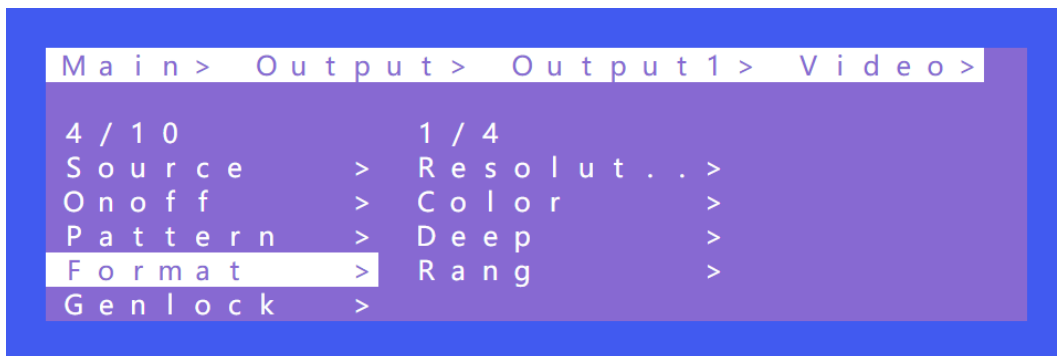 Main> Output> Output1> Video>
4/10 1/4
Source > Resolut..>
Onoff > Color >
Pattern > Deep >
Format > Rang >
Genlock >